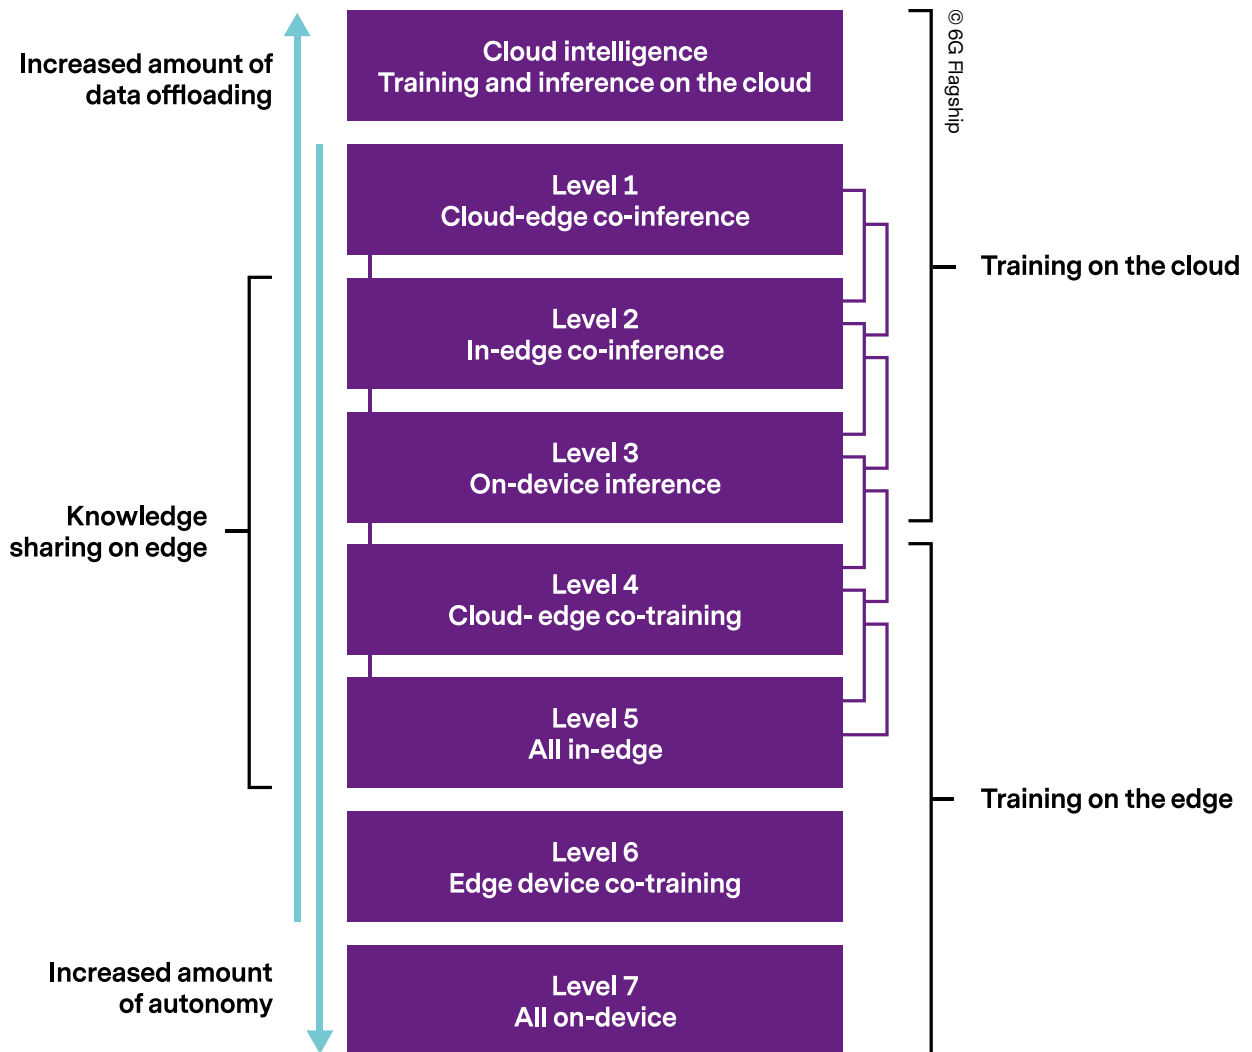 Increased amount of
data offloading
Cloud intelligence
Training and inference on the cloud
© 6G Flagship
Level 1
Cloud-edge co-inference
Training on the cloud
Level 2
In-edge co-inference
Level 3
On-device inference
Knowledge
sharing on edge
Level 4
Cloud- edge co-training
Level 5
All in-edge
Training on the edge
Level 6
Edge device co-training
Increased amount
of autonomy
Level 7
All on-device